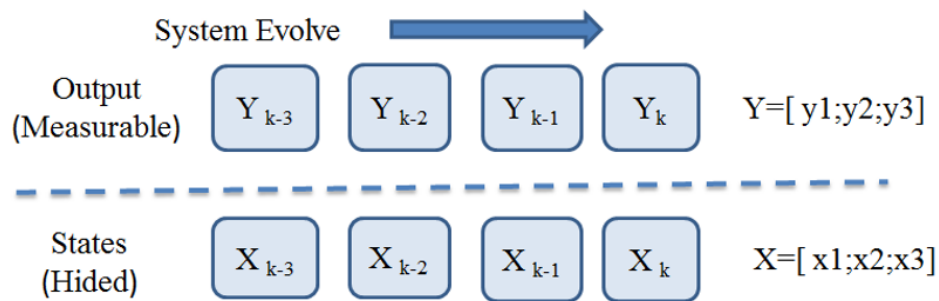 System Evolve
Output
(Measurable)
Y k-3 Y k-2 Y k-1 Y k Y=[ y1;y2;y3]
States
(Hided)
X k-3 X k-2 X k-1 X k X=[ x1;x2;x3]